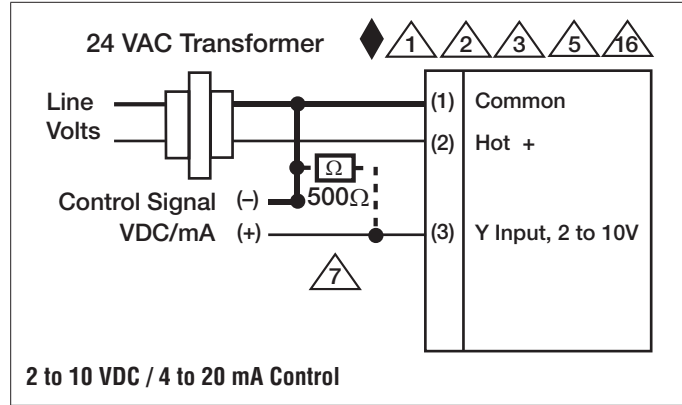 24 VAC Transformer 1 2 3 5 16
Line
Volts
(1) Common
(2) Hot +
Ω
500Ω
Control Signal (–)
VDC/mA (+)
(3) Y Input, 2 to 10V
7
2 to 10 VDC / 4 to 20 mA Control